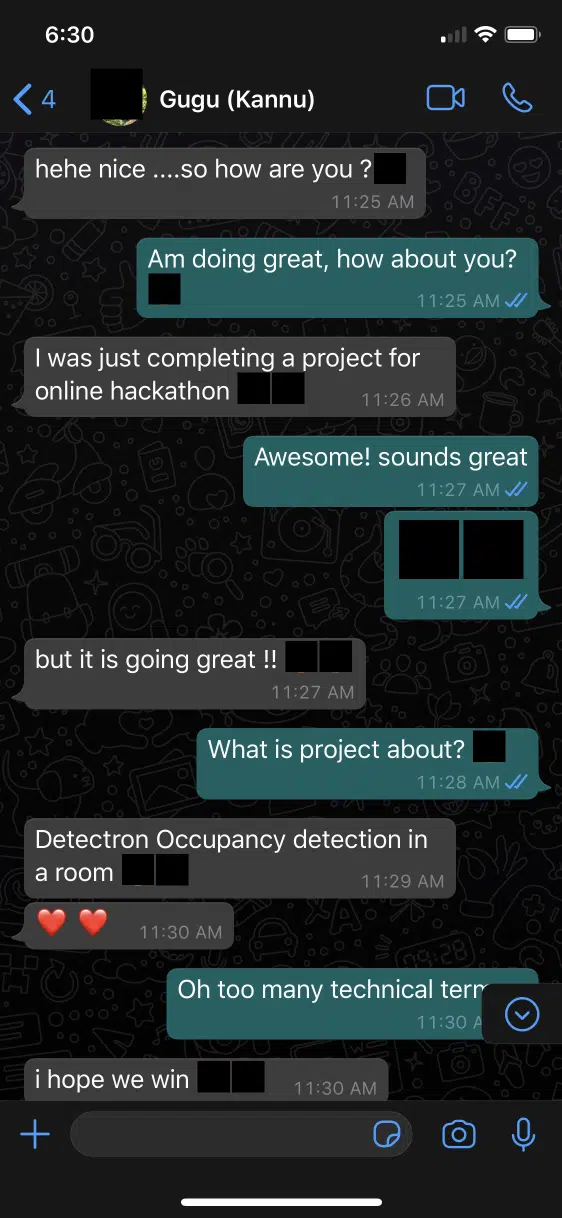 6:30
4
Gugu (Kannu)
hehe nice ....so how are you ?
11:25 AM
Am doing great, how about you?
11:25 AM
I was just completing a project for
online hackathon
11:26 AM
Awesome! sounds great
11:27 AM
11:27 AM
but it is going great !!
11:27 AM
What is project about?
11:28 AM
Detectron Occupancy detection in
a room
11:29 AM
❤️ ❤️
11:30 AM
Oh too many technical
11:30
i hope we win
11:30 AM